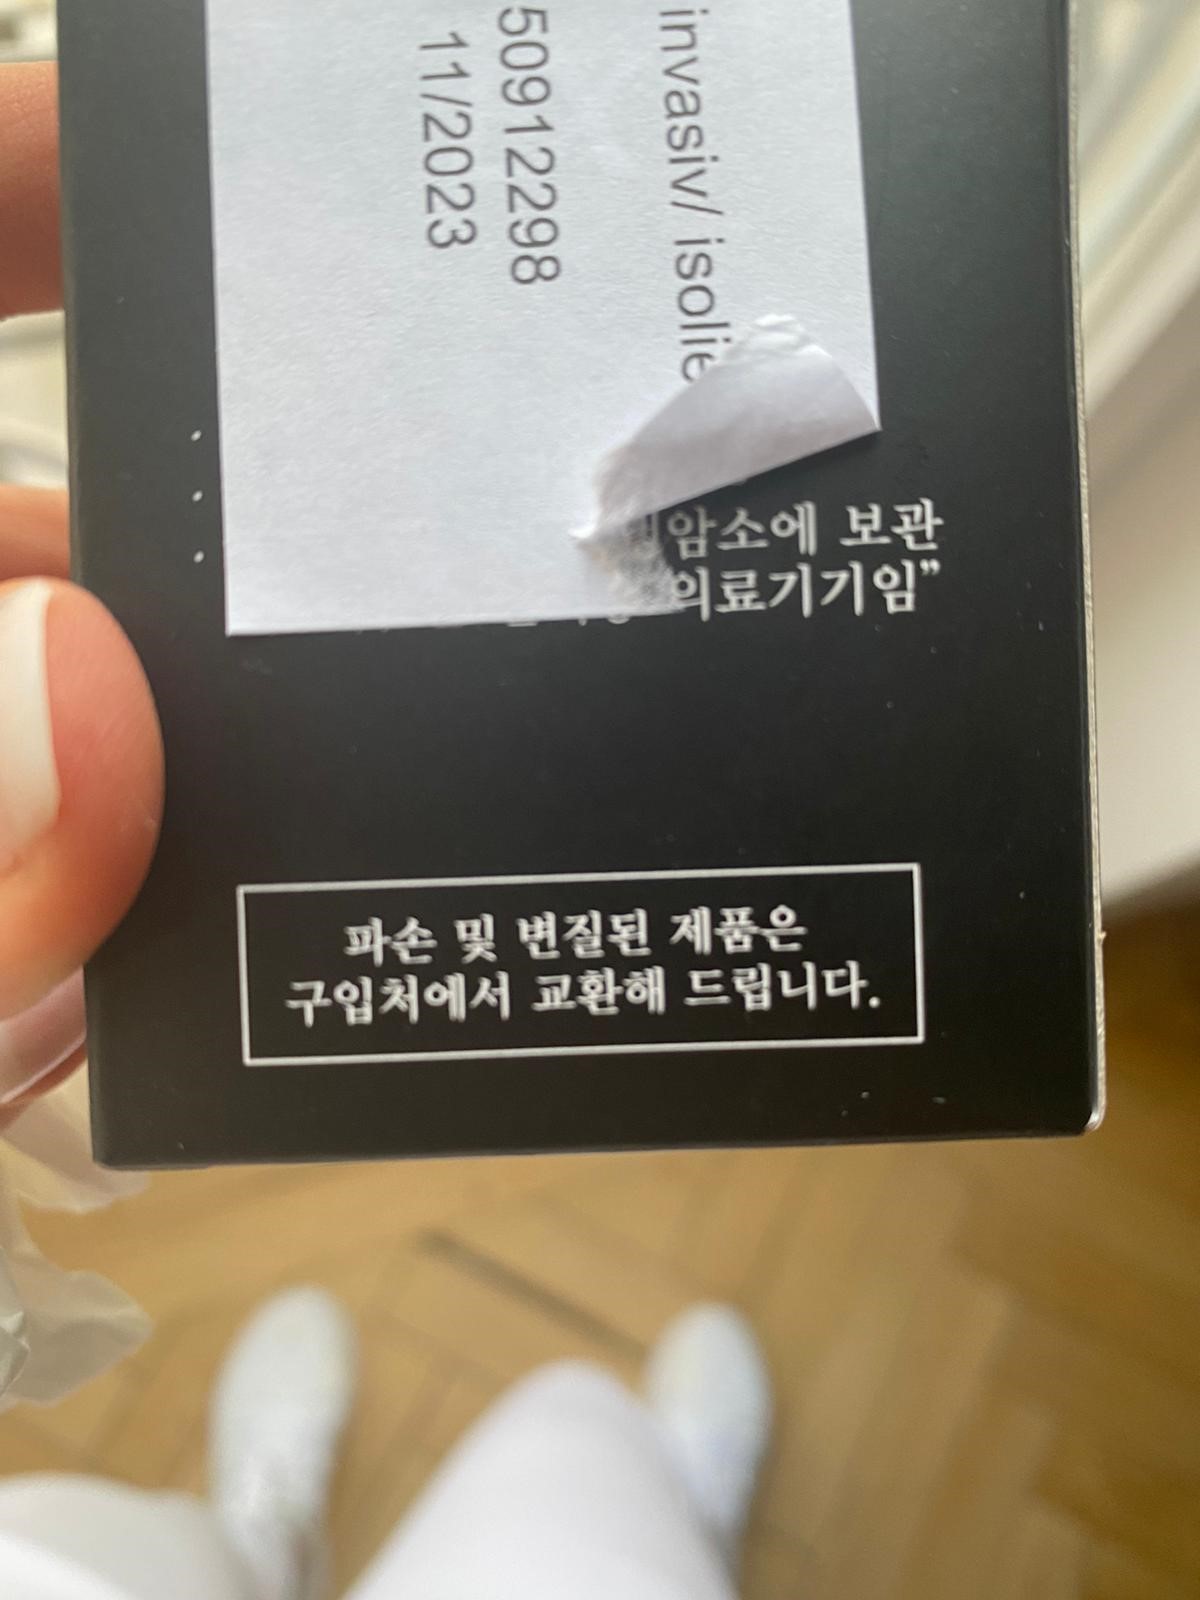 invasiv/ isolie
50912298
11/2023
암소에 보관
의료기기임”
파손 및 변질된 제품은
구입처에서 교환해 드립니다.